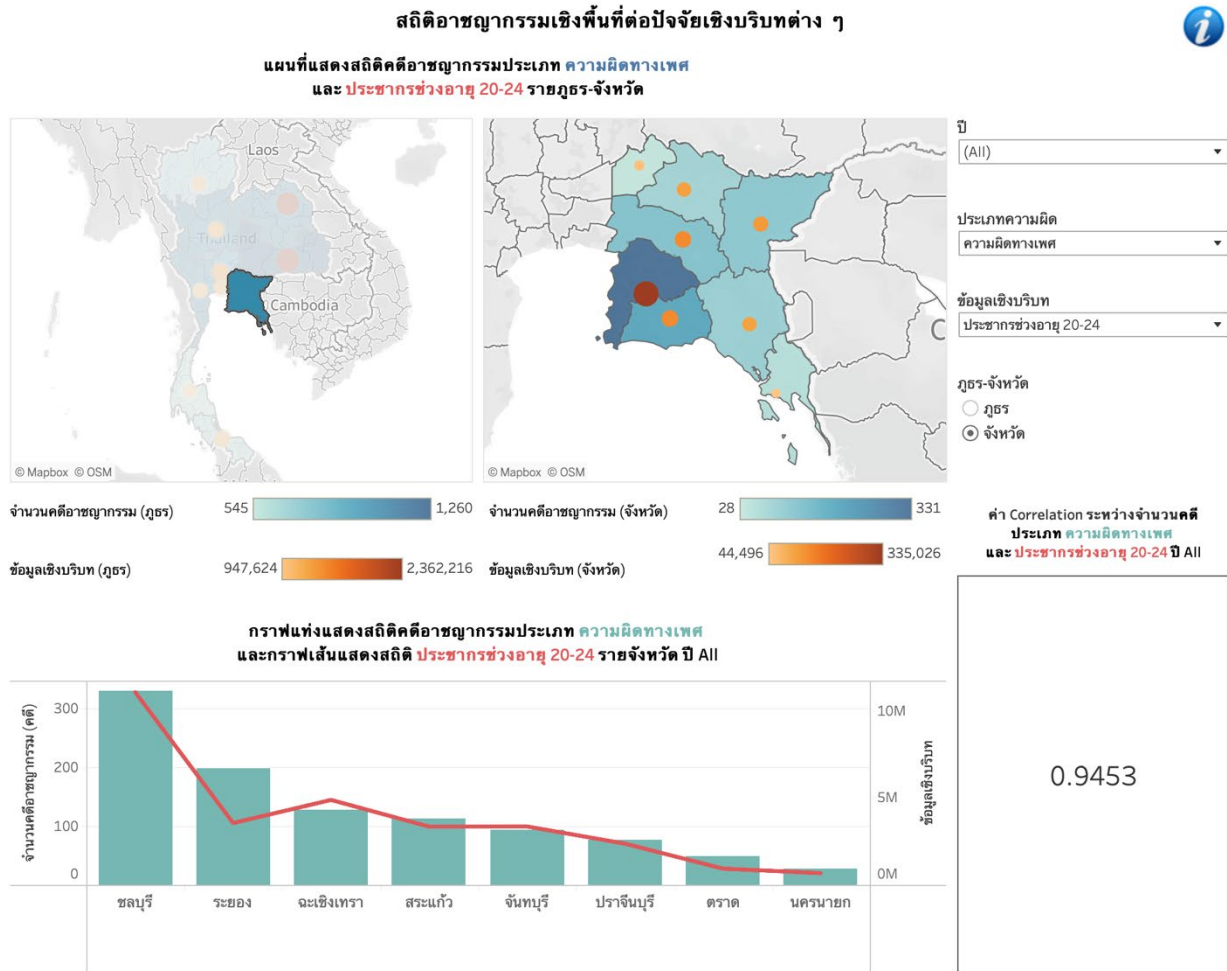 สถิติอาชญากรรมเชิงพื้นที่ต่อปัจจัยเชิงบริบทต่าง ๆ
i
แผนที่แสดงสถิติคดีอาชญากรรมประเภท ความผิดทางเพศ
และ ประชากรช่วงอายุ 20-24 รายภูธร-จังหวัด
Laos
Thailand
Cambodia
© Mapbox © OSM
C
© Mapbox © OSM
ปี
(All)
ประเภทความผิด
ความผิดทางเพศ
ข้อมูลเชิงบริบท
ประชากรช่วงอายุ 20-24
ภูธร-จังหวัด
ภูธร
จังหวัด
จำนวนคดีอาชญากรรม (ภูธร)
545
1,260
จำนวนคดีอาชญากรรม (จังหวัด)
28
331
ข้อมูลเชิงบริบท (ภูธร)
947,624
2,362,216
ข้อมูลเชิงบริบท (จังหวัด)
44,496
335,026
ค่า Correlation ระหว่างจำนวนคดี
ประเภท ความผิดทางเพศ
และ ประชากรช่วงอายุ 20-24 ปี All
0.9453
กราฟแท่งแสดงสถิติคดีอาชญากรรมประเภท ความผิดทางเพศ
และกราฟเส้นแสดงสถิติ ประชากรช่วงอายุ 20-24 รายจังหวัด ปี All
จำนวนคดีอาชญากรรม (คดี)
300
200
100
0
10M
5M
0M
ข้อมูลเชิงบริบท
ชลบุรี
ระยอง
ฉะเชิงเทรา
สระแก้ว
จันทบุรี
ปราจีนบุรี
ตราด
นครนายก